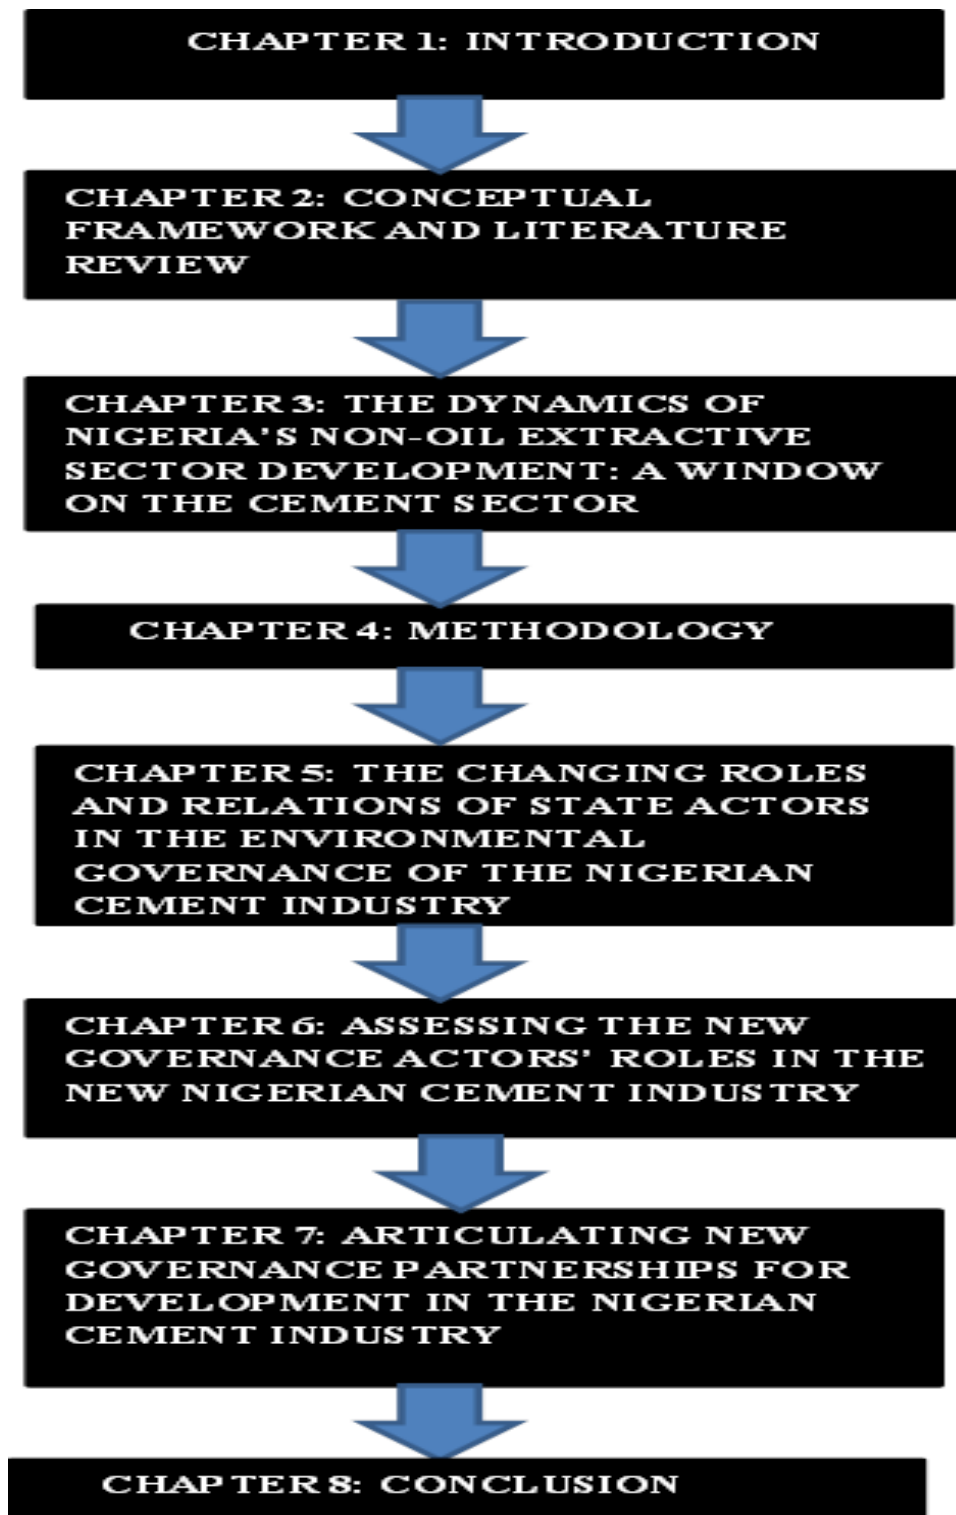 CHAPTER 1: INTRODUCTION
CHAPTER 2: CONCEPTUAL
FRAMEWORK AND LITERATURE
REVIEW
CHAPTER 3: THE DYNAMICS OF
NIGERIA’S NON-OIL EXTRACTIVE
SECTOR DEVELOPMENT: A WINDOW
ON THE CEMENT SECTOR
CHAPTER 4: METHODOLOGY
CHAPTER 5: THE CHANGING ROLES
AND RELATIONS OF STATE ACTORS
IN THE ENVIRONMENTAL
GOVERNANCE OF THE NIGERIAN
CEMENT INDUSTRY
CHAPTER 6: ASSESSING THE NEW
GOVERNANCE ACTORS’ ROLES IN THE
NEW NIGERIAN CEMENT INDUSTRY
CHAPTER 7: ARTICULATING NEW
GOVERNANCE PARTNERSHIPS FOR
DEVELOPMENT IN THE NIGERIAN
CEMENT INDUSTRY
CHAPTER 8: CONCLUSION